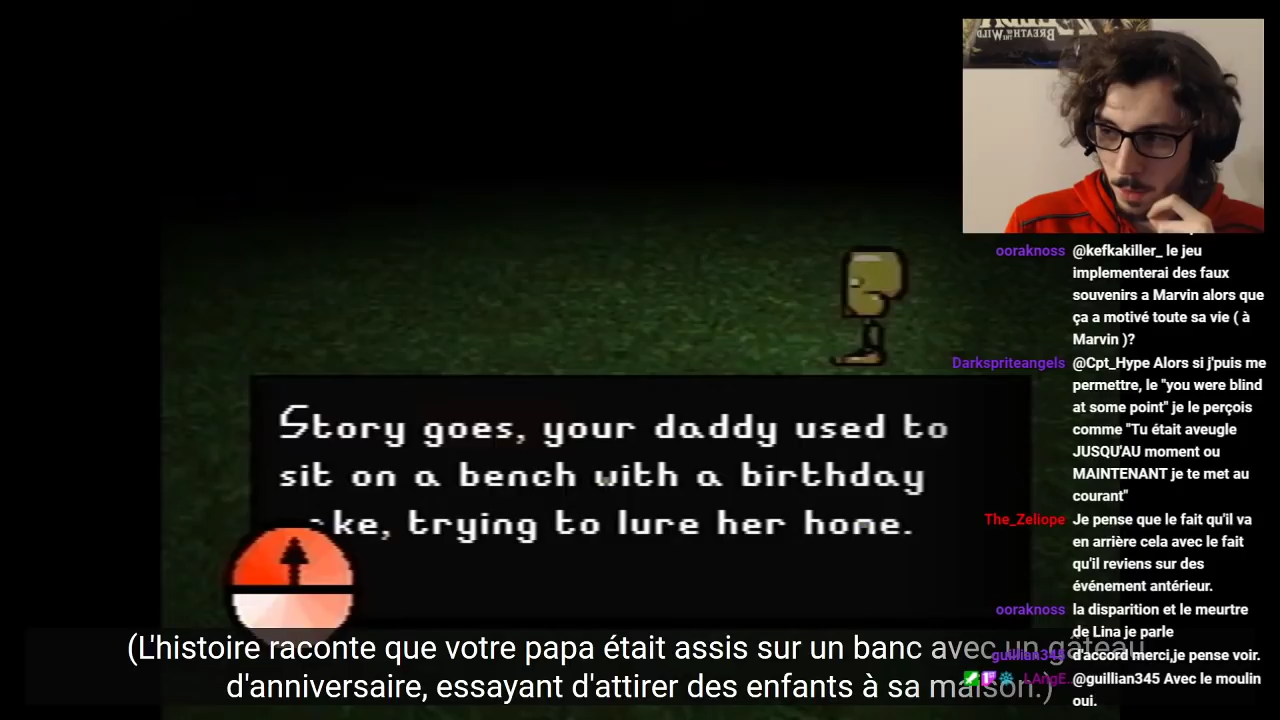 BREATH OF THE WILD
ooraknoss @kefkakiller_ le jeu
implementerai des faux
souvenirs a Marvin alors que
ça a motivé toute sa vie ( à
Marvin )?
Darkspriteangels @Cpt_Hype Alors si j'puis me
permettre, le "you were blind
at some point" je le perçois
comme "Tu était aveugle
JUSQU'AU moment ou
MAINTENANT je te met au
courant"
The_Zeliope Je pense que le fait qu'il va
en arrière cela avec le fait
qu'il reviens sur des
événement antérieur.
ooraknoss la disparition et le meurtre
de Lina je parle
guillian345 d'accord merci,je pense voir.
@guillian345 Avec le moulin
oui.
Story goes, your daddy used to
sit on a bench with a birthday
ke, trying to lure her home.
(L'histoire raconte que votre papa était assis sur un banc avec un gâteau
d'anniversaire, essayant d'attirer des enfants à sa maison.)